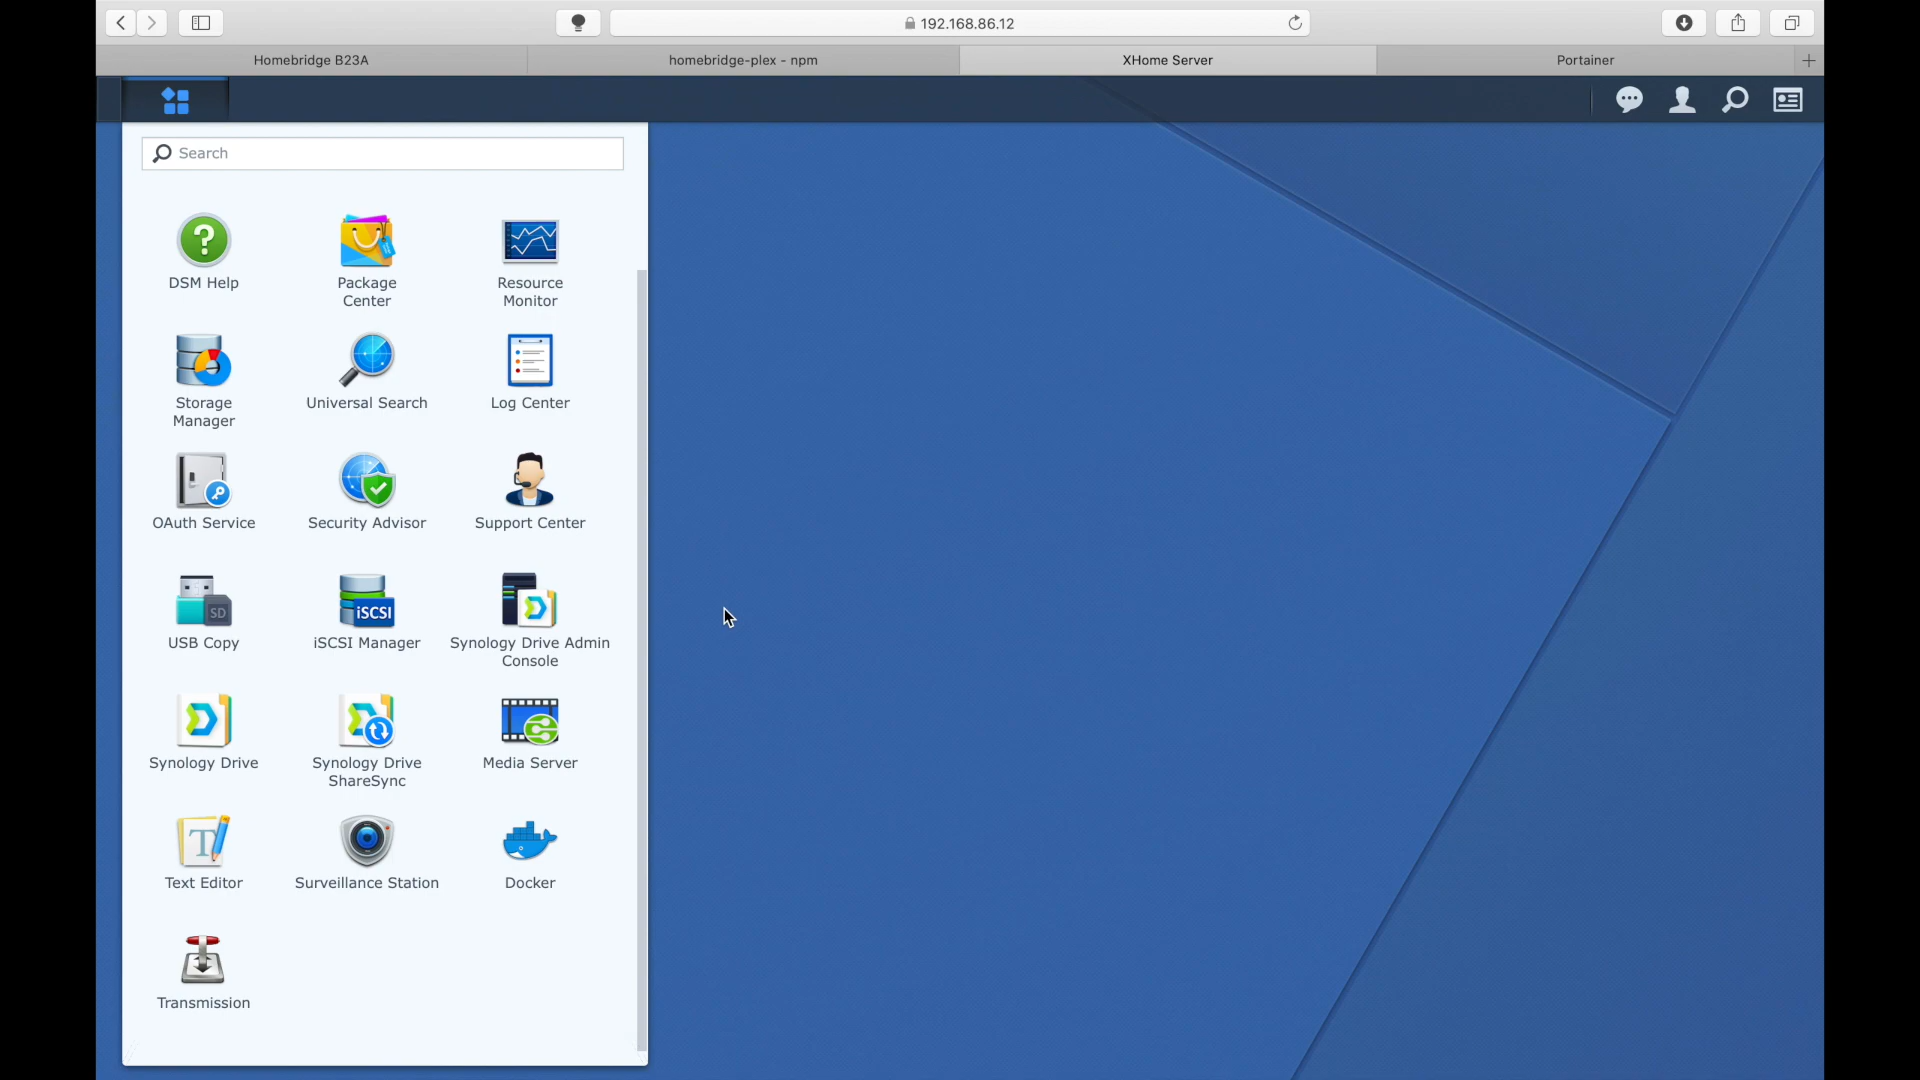 192.168.86.12
Homebridge B23A
homebridge-plex - npm
XHome Server
Portainer
Search
DSM Help
Package
Center
Resource
Monitor
Storage
Manager
Universal Search
Log Center
OAuth Service
Security Advisor
Support Center
SD
USB Copy
iSCSI
iSCSI Manager
Synology Drive Admin
Console
Synology Drive
Synology Drive
ShareSync
Media Server
T
Text Editor
Surveillance Station
Docker
Transmission